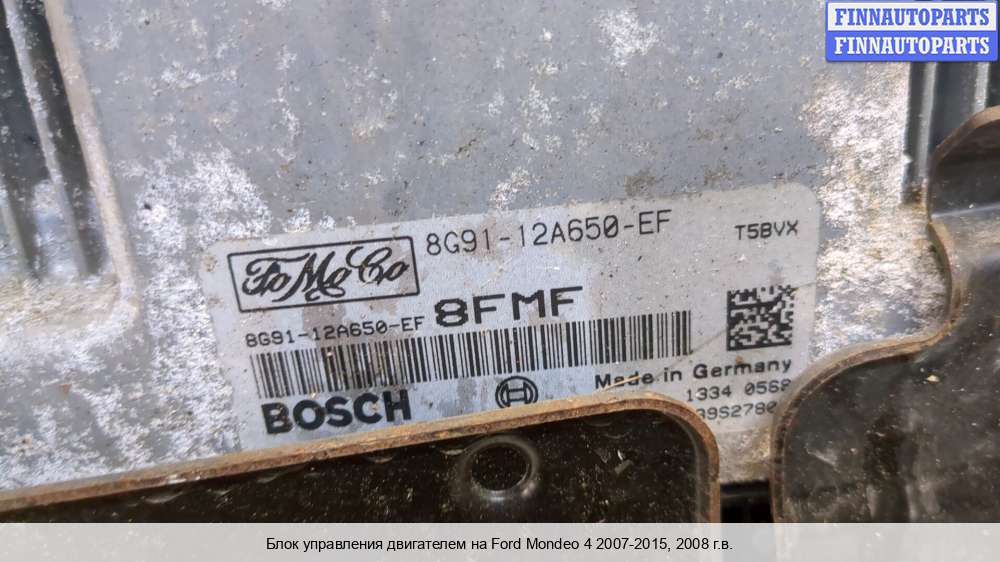 FINNAUTOPARTS
FINNAUTOPARTS
8G91-12A650-EF
T5BVX
FoMoCo
8G91-12A650-EF 8FMF
Made in Germany
BOSCH
1334 0568
39S2780
Блок управления двигателем на Ford Mondeo 4 2007-2015, 2008 г.в.